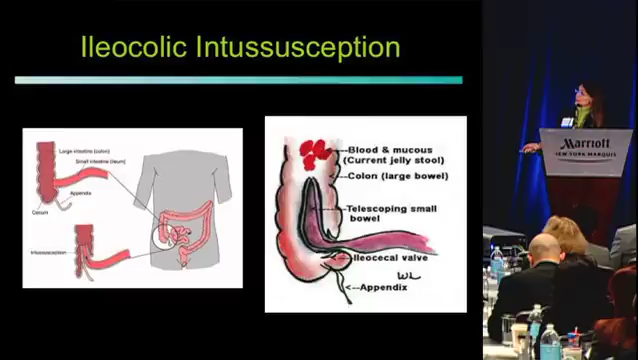 Ileocolic Intussusception
Large intestine (colon)
Small intestine (ileum)
Appendix
Cecum
Intussusception
Blood & mucous
(Current jelly stool)
Colon (large bowel)
Telescoping small
bowel
Ileocecal valve
Appendix
Marriott
NEW YORK MARQUIS